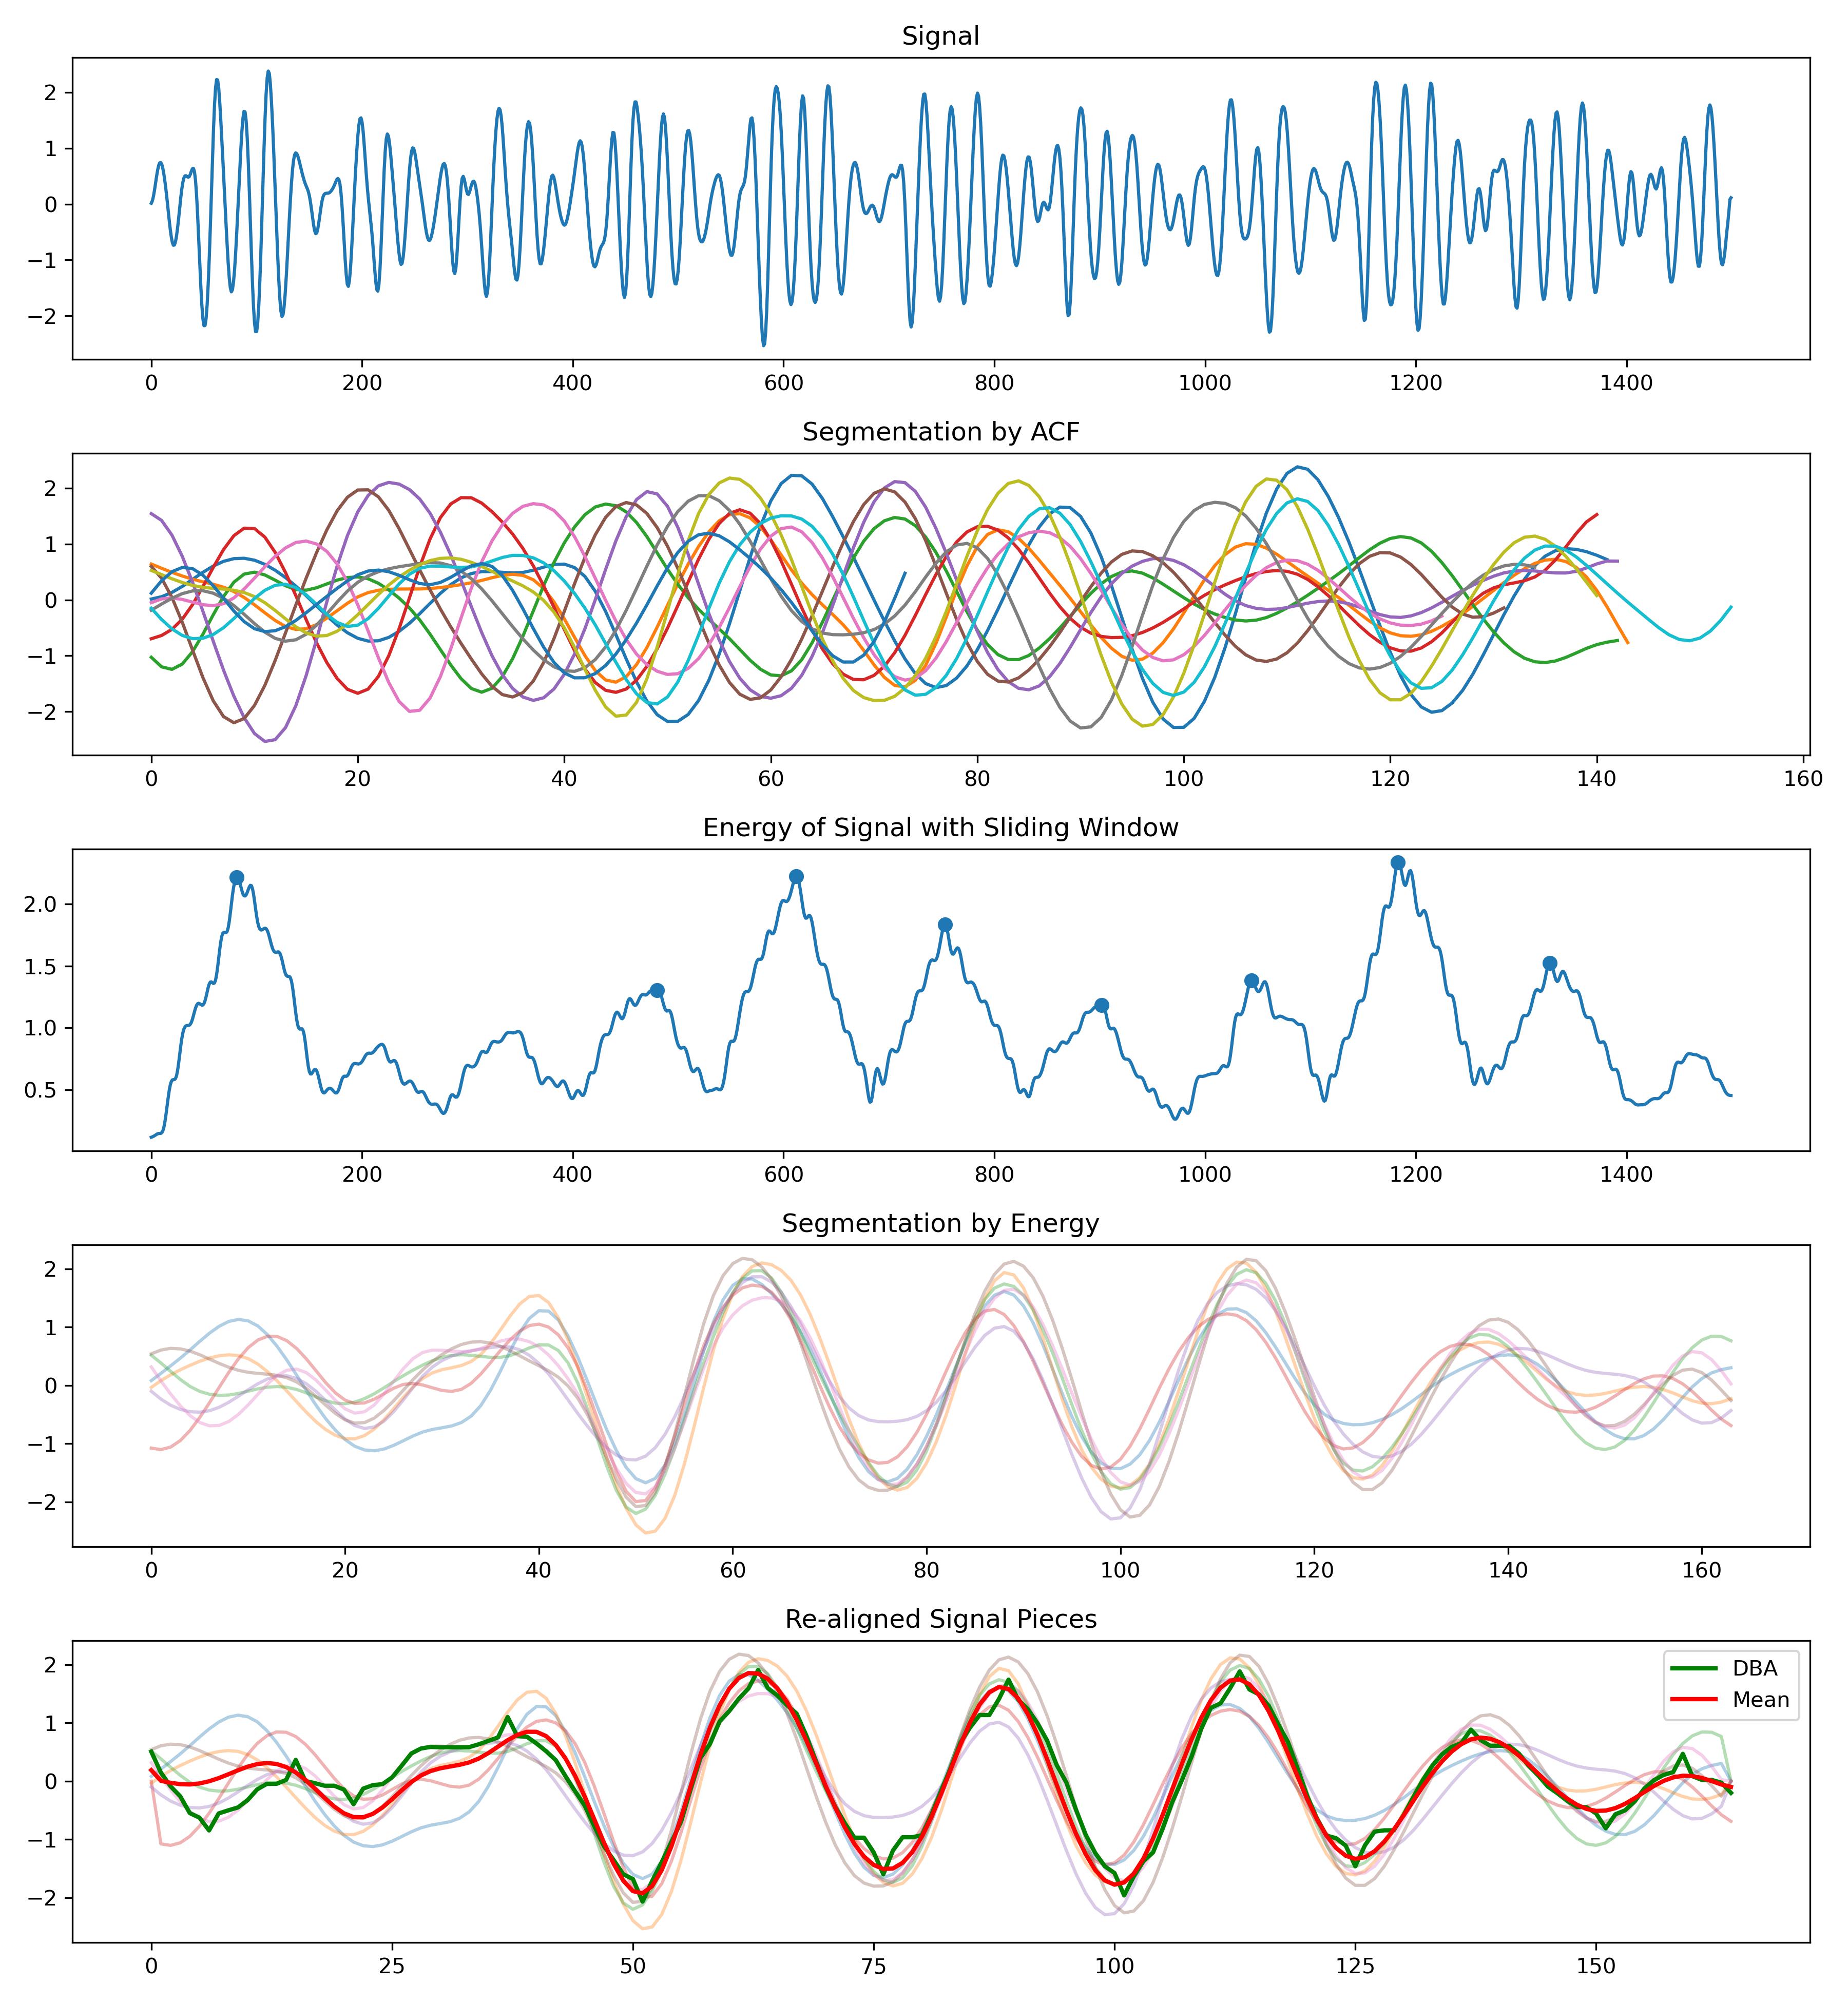 Signal
2
1
0
−1
−2
0 200 400 600 800 1000 1200 1400
Segmentation by ACF
2
1
0
−1
−2
0 20 40 60 80 100 120 140 160
Energy of Signal with Sliding Window
2.0
1.5
1.0
0.5
0 200 400 600 800 1000 1200 1400
Segmentation by Energy
2
1
0
−1
−2
0 20 40 60 80 100 120 140 160
Re-aligned Signal Pieces
2
1
0
−1
−2
DBA
Mean
0 25 50 75 100 125 150